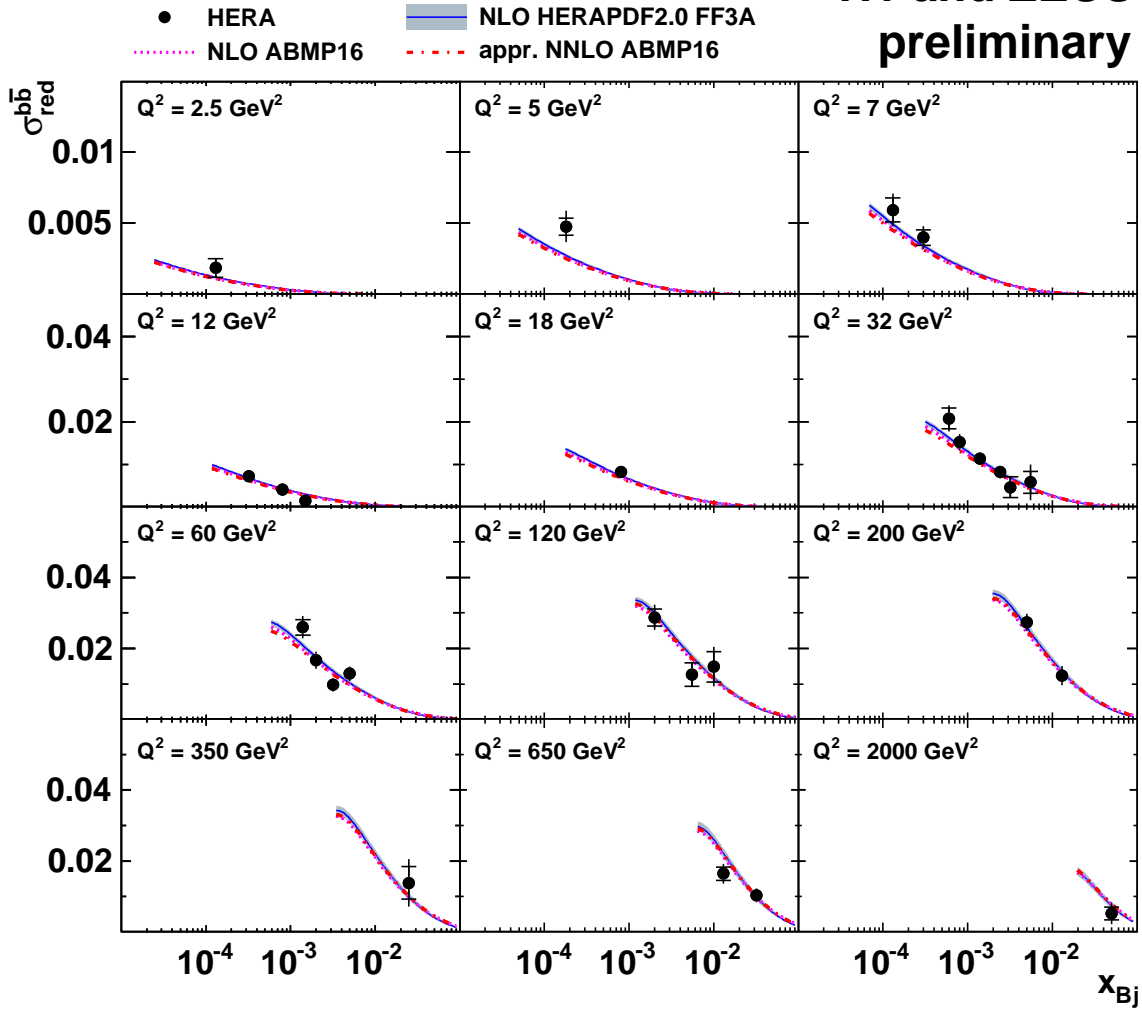 HERA
NLO HERAPDF2.0 FF3A
NLO ABMP16
appr. NNLO ABMP16
preliminary
σ_red^{bb̅}
Q² = 2.5 GeV²
Q² = 5 GeV²
Q² = 7 GeV²
0.01
0.005
Q² = 12 GeV²
Q² = 18 GeV²
Q² = 32 GeV²
0.04
0.02
Q² = 60 GeV²
Q² = 120 GeV²
Q² = 200 GeV²
0.04
0.02
Q² = 350 GeV²
Q² = 650 GeV²
Q² = 2000 GeV²
0.04
0.02
10⁻⁴ 10⁻³ 10⁻² 10⁻⁴ 10⁻³ 10⁻² 10⁻⁴ 10⁻³ 10⁻²
x_Bj